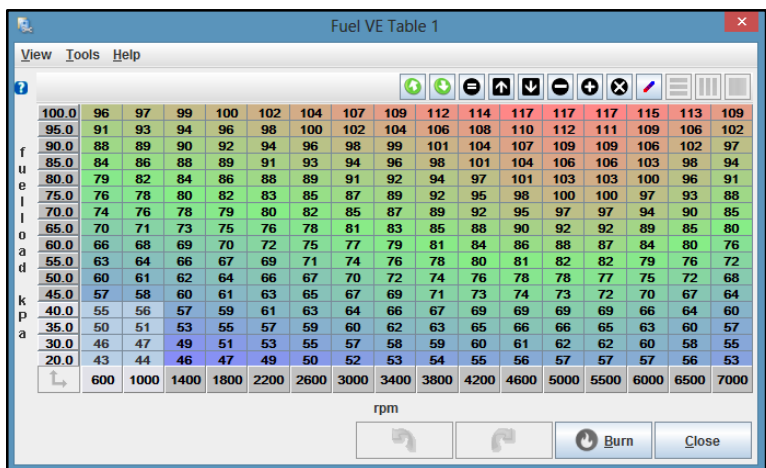 Fuel VE Table 1
View Tools Help
100.0 96 97 99 100 102 104 107 109 112 114 117 117 117 115 113 109
95.0 91 93 94 96 98 100 102 104 106 108 110 112 111 109 106 102
90.0 88 89 90 92 94 96 98 99 101 104 107 109 109 106 102 97
85.0 84 86 88 89 91 93 94 96 98 101 104 106 106 103 98 94
80.0 79 82 84 86 88 89 91 92 94 97 101 103 103 100 96 91
75.0 76 78 80 82 83 85 87 89 92 95 98 100 100 97 93 88
70.0 74 76 78 79 80 82 85 87 89 92 95 97 97 94 90 85
65.0 70 71 73 75 76 78 81 83 85 88 90 92 92 89 85 80
60.0 66 68 69 70 72 75 77 79 81 84 86 88 87 84 80 76
55.0 63 64 66 67 69 71 74 76 78 80 81 82 82 79 76 72
50.0 60 61 62 64 66 67 70 72 74 76 78 78 77 75 72 68
45.0 57 58 60 61 63 65 67 69 71 73 74 73 72 70 67 64
40.0 55 56 57 59 61 63 64 66 67 69 69 69 69 66 64 60
35.0 50 51 53 55 57 59 60 62 63 65 66 66 65 63 60 57
30.0 46 47 49 51 53 55 57 58 59 60 61 62 62 60 58 55
20.0 43 44 46 47 49 50 52 53 54 55 56 57 57 57 56 53
600 1000 1400 1800 2200 2600 3000 3400 3800 4200 4600 5000 5500 6000 6500 7000
fuelload kPa
rpm
Burn Close